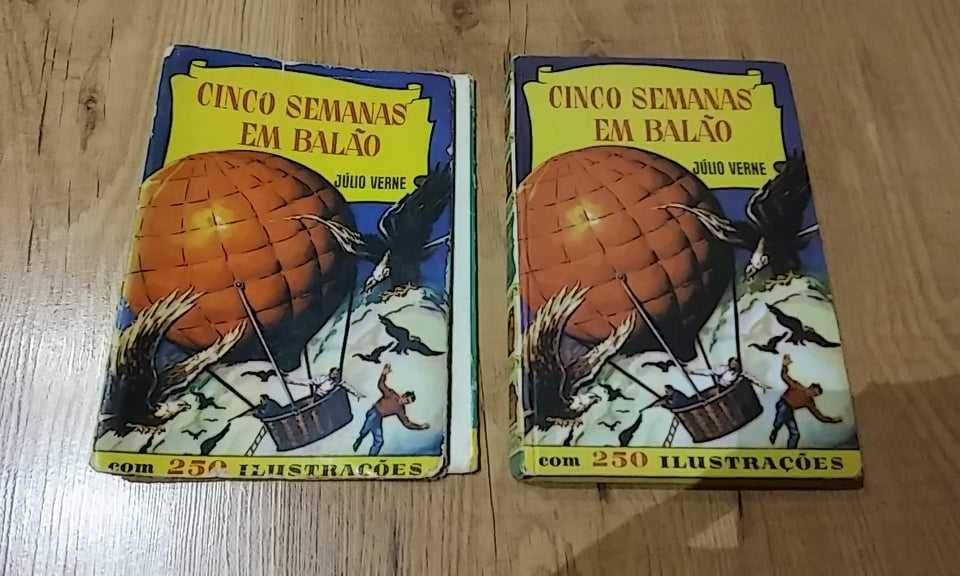 CINCO SEMANAS
EM BALÃO
JÚLIO VERNE
com 250 ILUSTRAÇÕES
CINCO SEMANAS
EM BALÃO
JÚLIO VERNE
com 250 ILUSTRAÇÕES